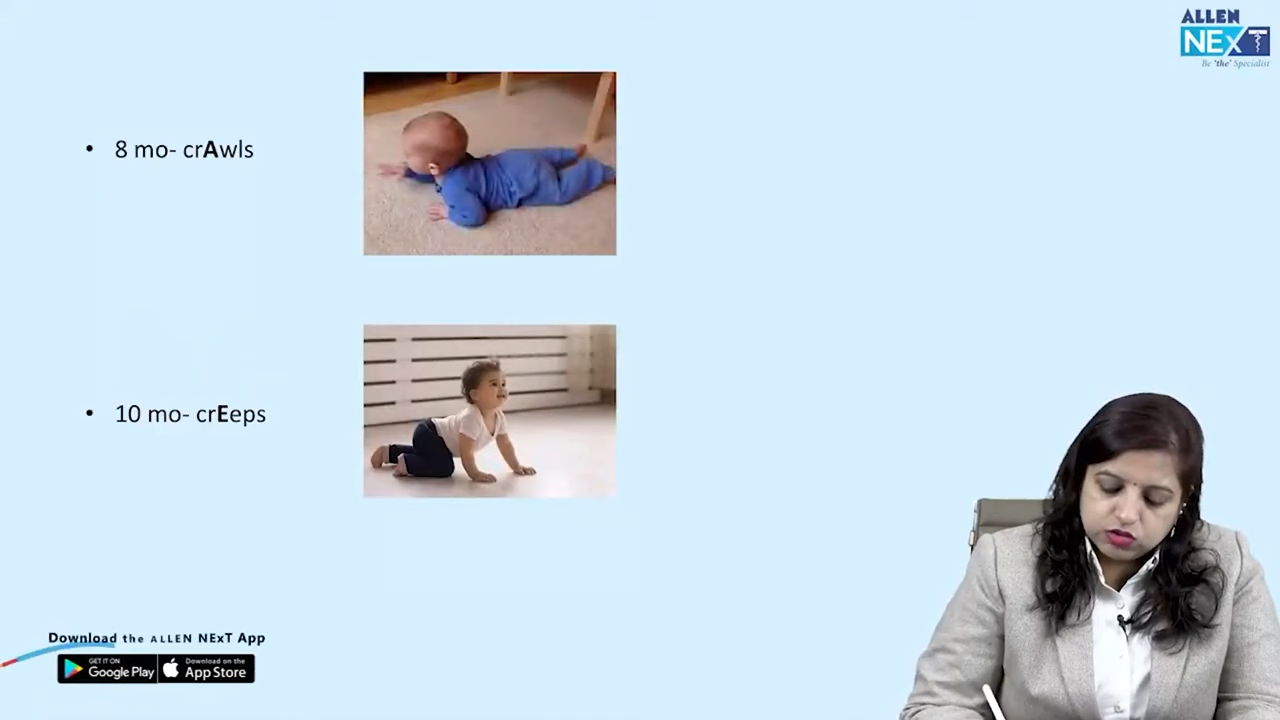 ALLEN
NExT
Be 'the' Specialist
• 8 mo- crAwls
• 10 mo- crEeps
Download the ALLEN NExT App
GET IT ON
Google Play
Download on the
App Store